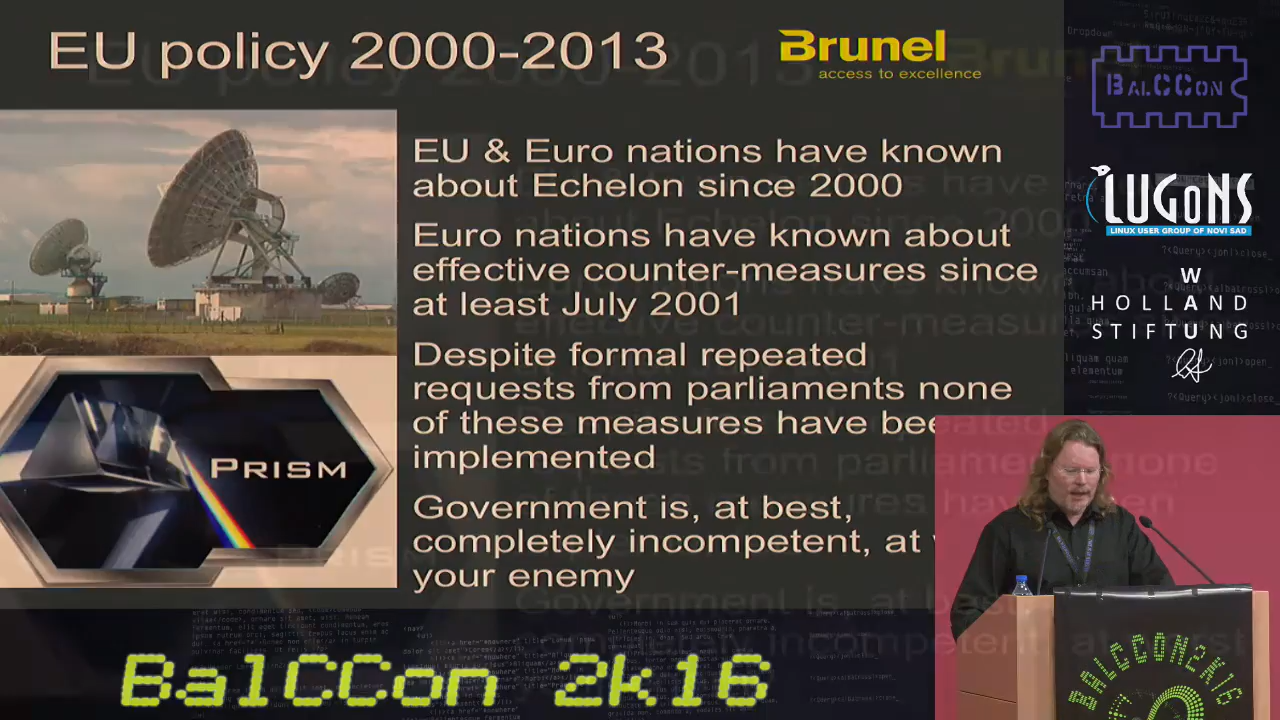 EU policy 2000-2013
Brunel
access to excellence
EU & Euro nations have known
about Echelon since 2000
Euro nations have known about
effective counter-measures since
at least July 2001
Despite formal repeated
requests from parliaments none
of these measures have
implemented
Government is, at best,
completely incompetent, at
your enemy
PRISM
BALCCON
LUGONS
LINUX USER GROUP OF NOVI SAD
W
HOLLAND
STIFTUNG
BALCCON2K16
BalCCon 2k16